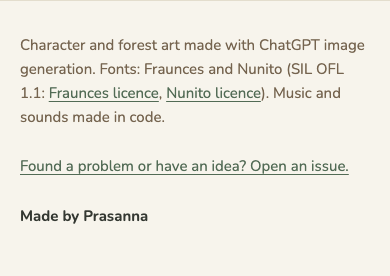 Character and forest art made with ChatGPT image
generation. Fonts: Fraunces and Nunito (SIL OFL
1.1: Fraunces licence, Nunito licence). Music and
sounds made in code.
Found a problem or have an idea? Open an issue.
Made by Prasanna